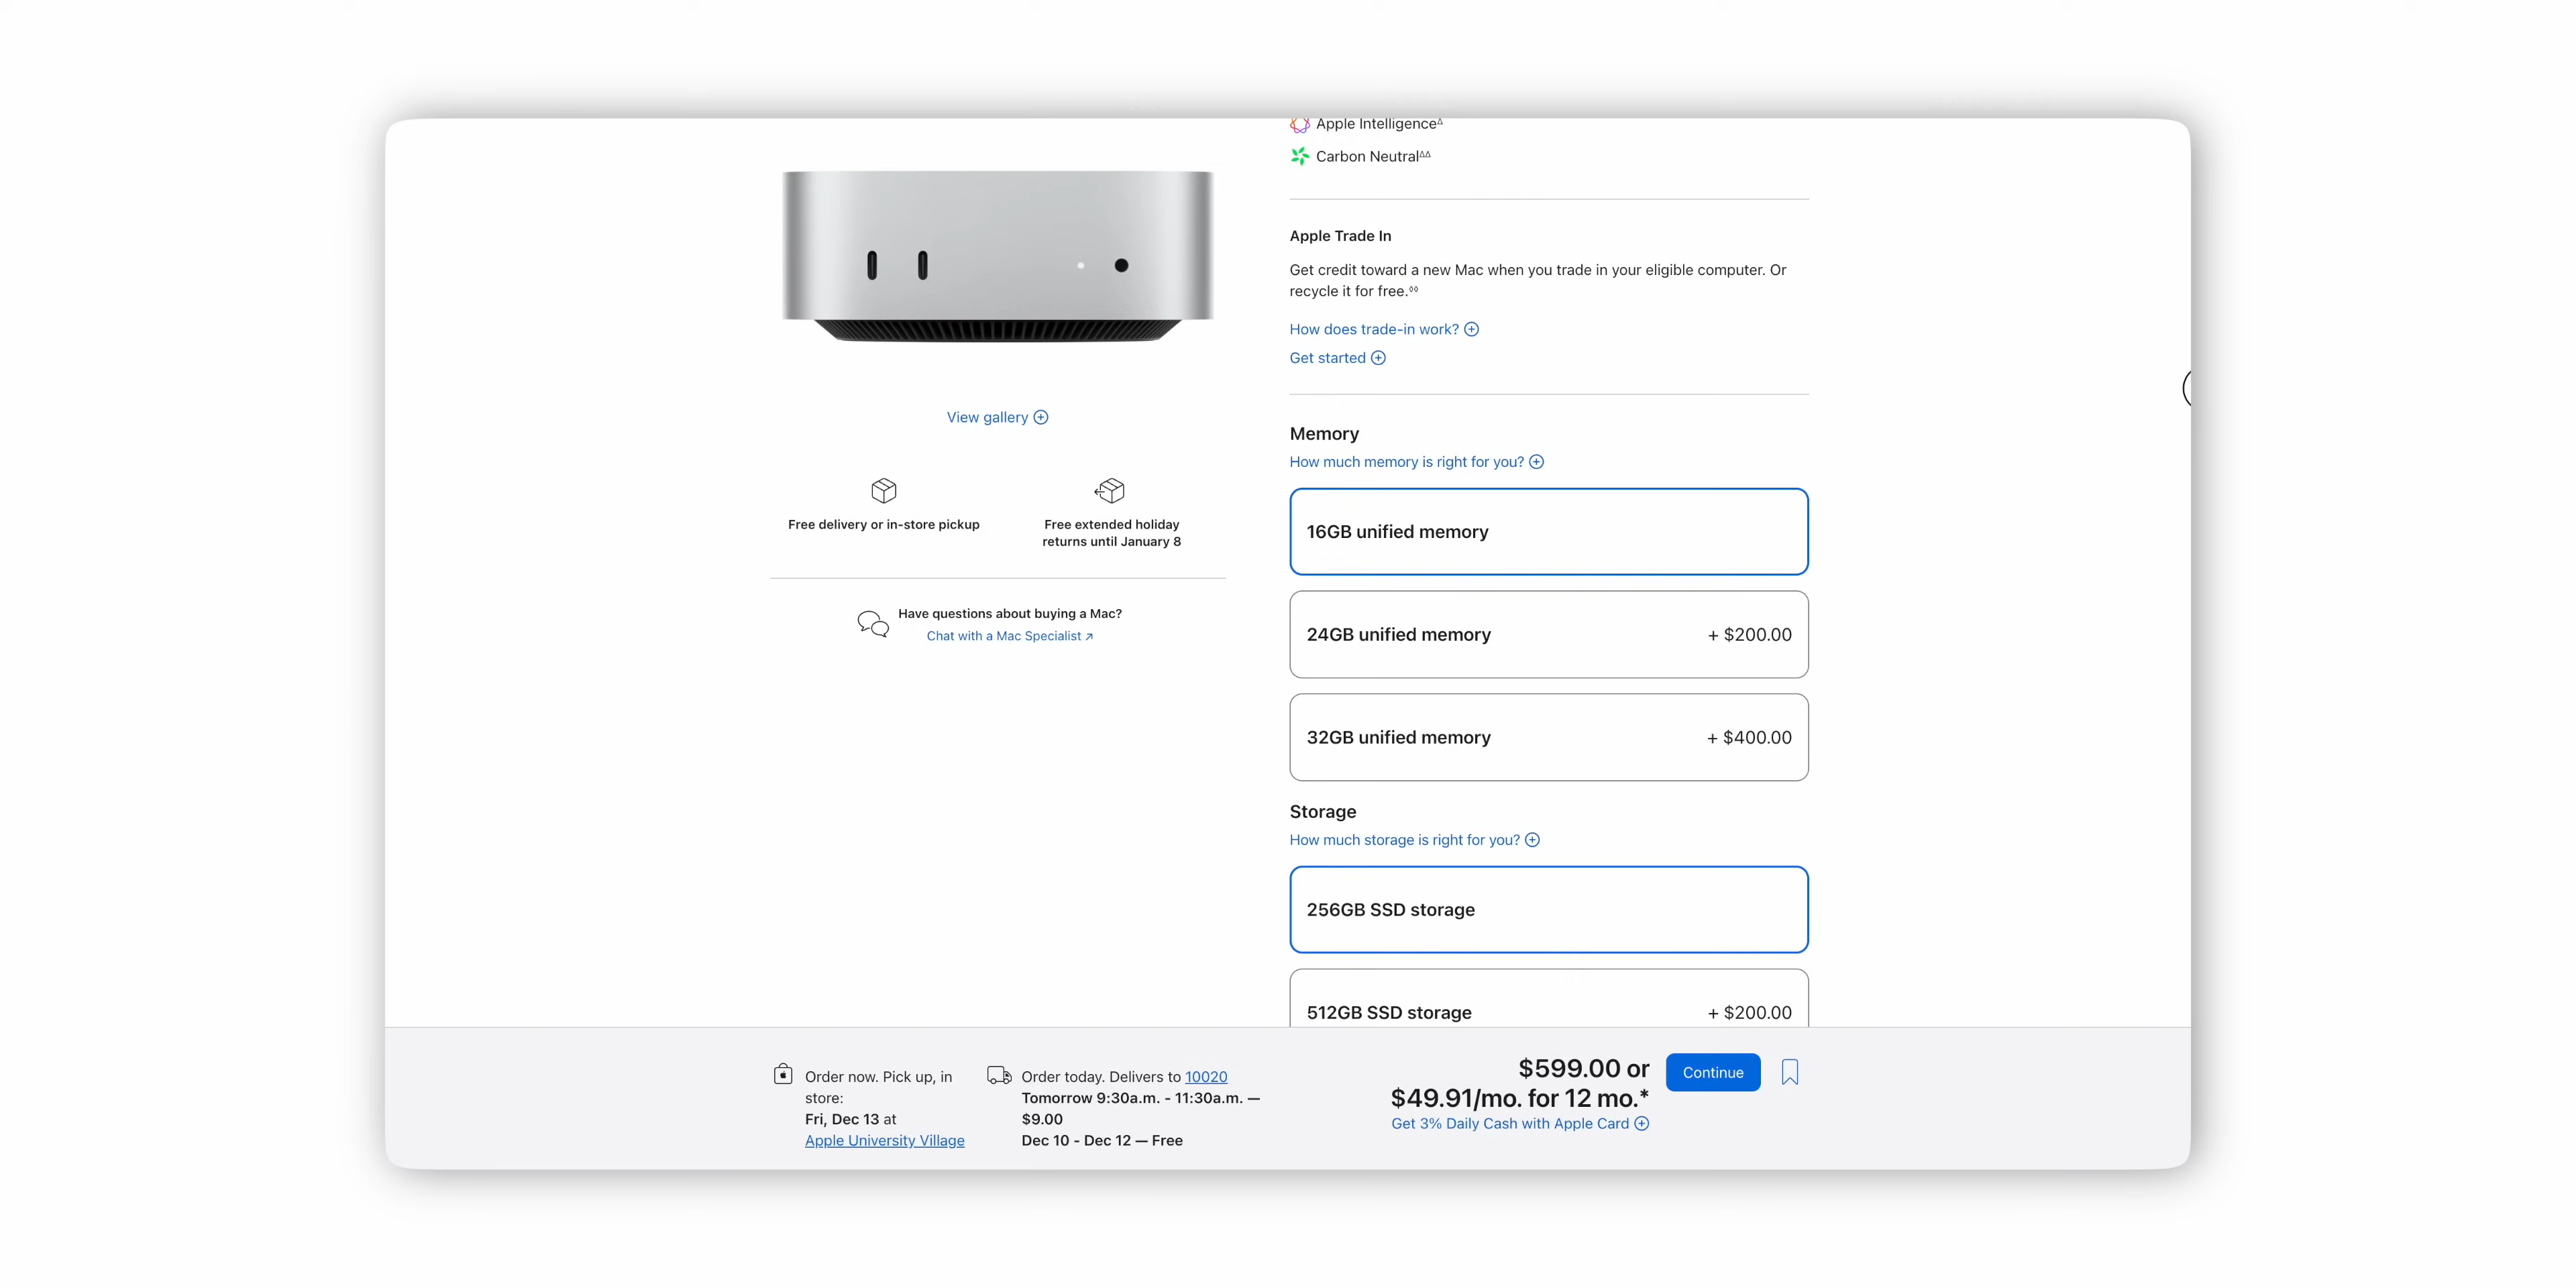 Apple Intelligence△
Carbon Neutral△△
Apple Trade In
Get credit toward a new Mac when you trade in your eligible computer. Or
recycle it for free.◊◊
How does trade-in work?
Get started
View gallery
Free delivery or in-store pickup
Free extended holiday
returns until January 8
Have questions about buying a Mac?
Chat with a Mac Specialist ↗
Memory
How much memory is right for you?
16GB unified memory
24GB unified memory + $200.00
32GB unified memory + $400.00
Storage
How much storage is right for you?
256GB SSD storage
512GB SSD storage + $200.00
Order now. Pick up, in
store:
Fri, Dec 13 at
Apple University Village
Order today. Delivers to 10020
Tomorrow 9:30a.m. - 11:30a.m. —
$9.00
Dec 10 - Dec 12 — Free
$599.00 or
$49.91/mo. for 12 mo.*
Get 3% Daily Cash with Apple Card
Continue